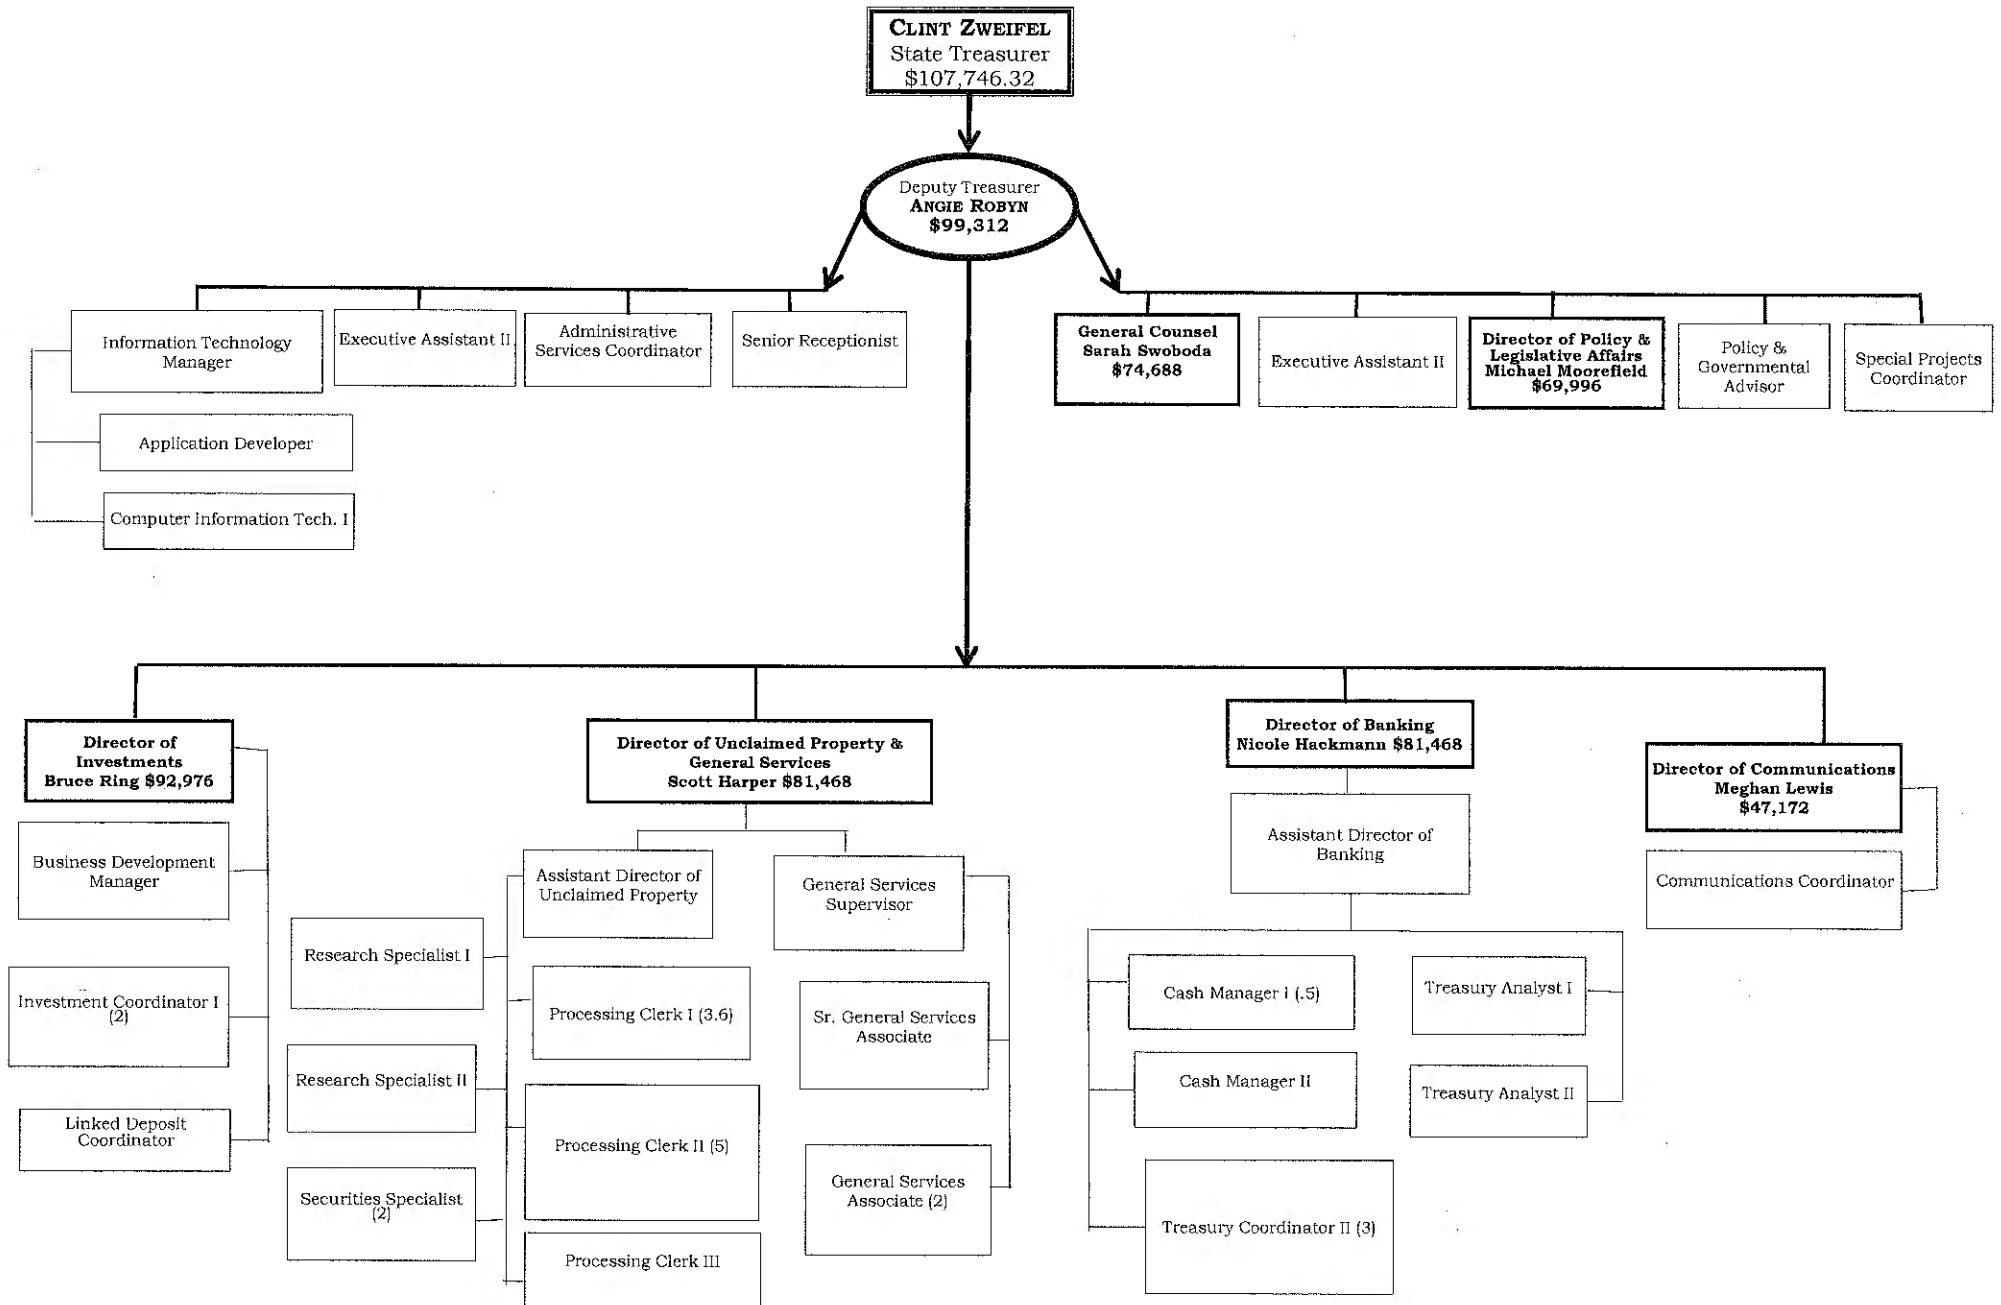 CLINT ZWEIFEL
State Treasurer
$107,746.32
Deputy Treasurer
ANGIE ROBYN
$99,312
Information Technology
Manager
Executive Assistant II
Administrative
Services Coordinator
Senior Receptionist
General Counsel
Sarah Swoboda
$74,688
Executive Assistant II
Director of Policy &
Legislative Affairs
Michael Moorefield
$69,996
Policy &
Governmental
Advisor
Special Projects
Coordinator
Application Developer
Computer Information Tech. I
Director of
Investments
Bruce Ring $92,976
Director of Unclaimed Property &
General Services
Scott Harper $81,468
Director of Banking
Nicole Hackmann $81,468
Director of Communications
Meghan Lewis
$47,172
Business Development
Manager
Investment Coordinator I
(2)
Linked Deposit
Coordinator
Research Specialist I
Research Specialist II
Securities Specialist
(2)
Assistant Director of
Unclaimed Property
Processing Clerk I (3.6)
Processing Clerk II (5)
Processing Clerk III
General Services
Supervisor
Sr. General Services
Associate
General Services
Associate (2)
Assistant Director of
Banking
Cash Manager I (.5)
Cash Manager II
Treasury Coordinator II (3)
Treasury Analyst I
Treasury Analyst II
Communications Coordinator